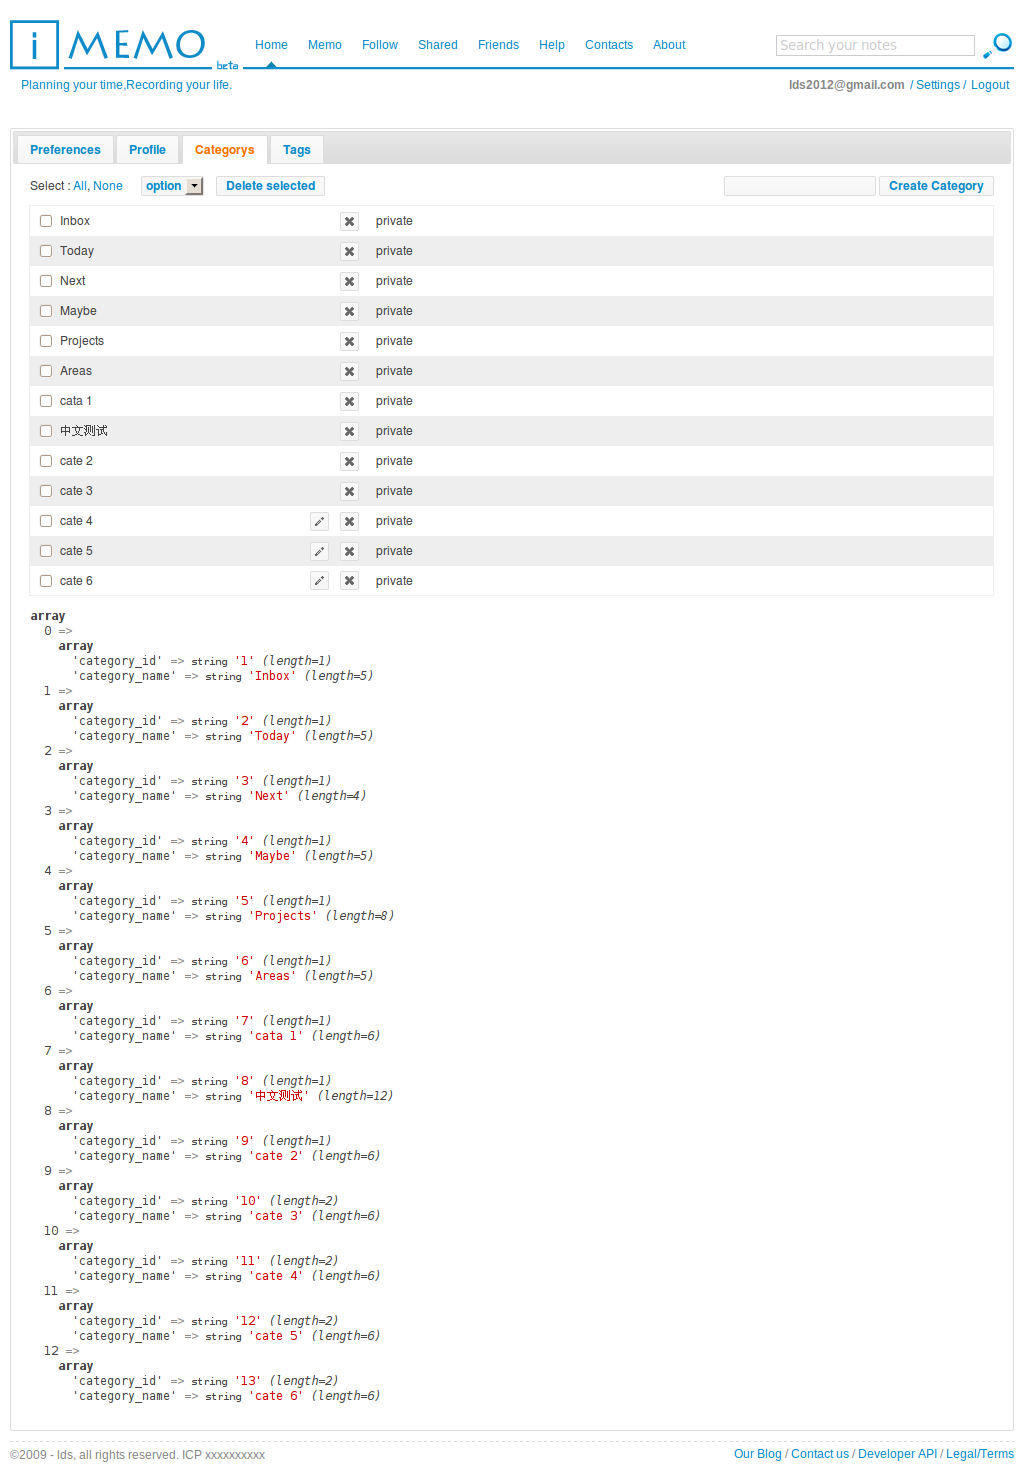 i MEMO beta
Home Memo Follow Shared Friends Help Contacts About
Search your notes
Planning your time,Recording your life.
lds2012@gmail.com / Settings / Logout
Preferences Profile Categorys Tags
Select : All, None option Delete selected Create Category
Inbox private
Today private
Next private
Maybe private
Projects private
Areas private
cata 1 private
中文测试 private
cate 2 private
cate 3 private
cate 4 private
cate 5 private
cate 6 private
array
0 =>
array
'category_id' => string '1' (length=1)
'category_name' => string 'Inbox' (length=5)
1 =>
array
'category_id' => string '2' (length=1)
'category_name' => string 'Today' (length=5)
2 =>
array
'category_id' => string '3' (length=1)
'category_name' => string 'Next' (length=4)
3 =>
array
'category_id' => string '4' (length=1)
'category_name' => string 'Maybe' (length=5)
4 =>
array
'category_id' => string '5' (length=1)
'category_name' => string 'Projects' (length=8)
5 =>
array
'category_id' => string '6' (length=1)
'category_name' => string 'Areas' (length=5)
6 =>
array
'category_id' => string '7' (length=1)
'category_name' => string 'cata 1' (length=6)
7 =>
array
'category_id' => string '8' (length=1)
'category_name' => string '中文测试' (length=12)
8 =>
array
'category_id' => string '9' (length=1)
'category_name' => string 'cate 2' (length=6)
9 =>
array
'category_id' => string '10' (length=2)
'category_name' => string 'cate 3' (length=6)
10 =>
array
'category_id' => string '11' (length=2)
'category_name' => string 'cate 4' (length=6)
11 =>
array
'category_id' => string '12' (length=2)
'category_name' => string 'cate 5' (length=6)
12 =>
array
'category_id' => string '13' (length=2)
'category_name' => string 'cate 6' (length=6)
©2009 - lds, all rights reserved. ICP xxxxxxxxxx
Our Blog / Contact us / Developer API / Legal/Terms